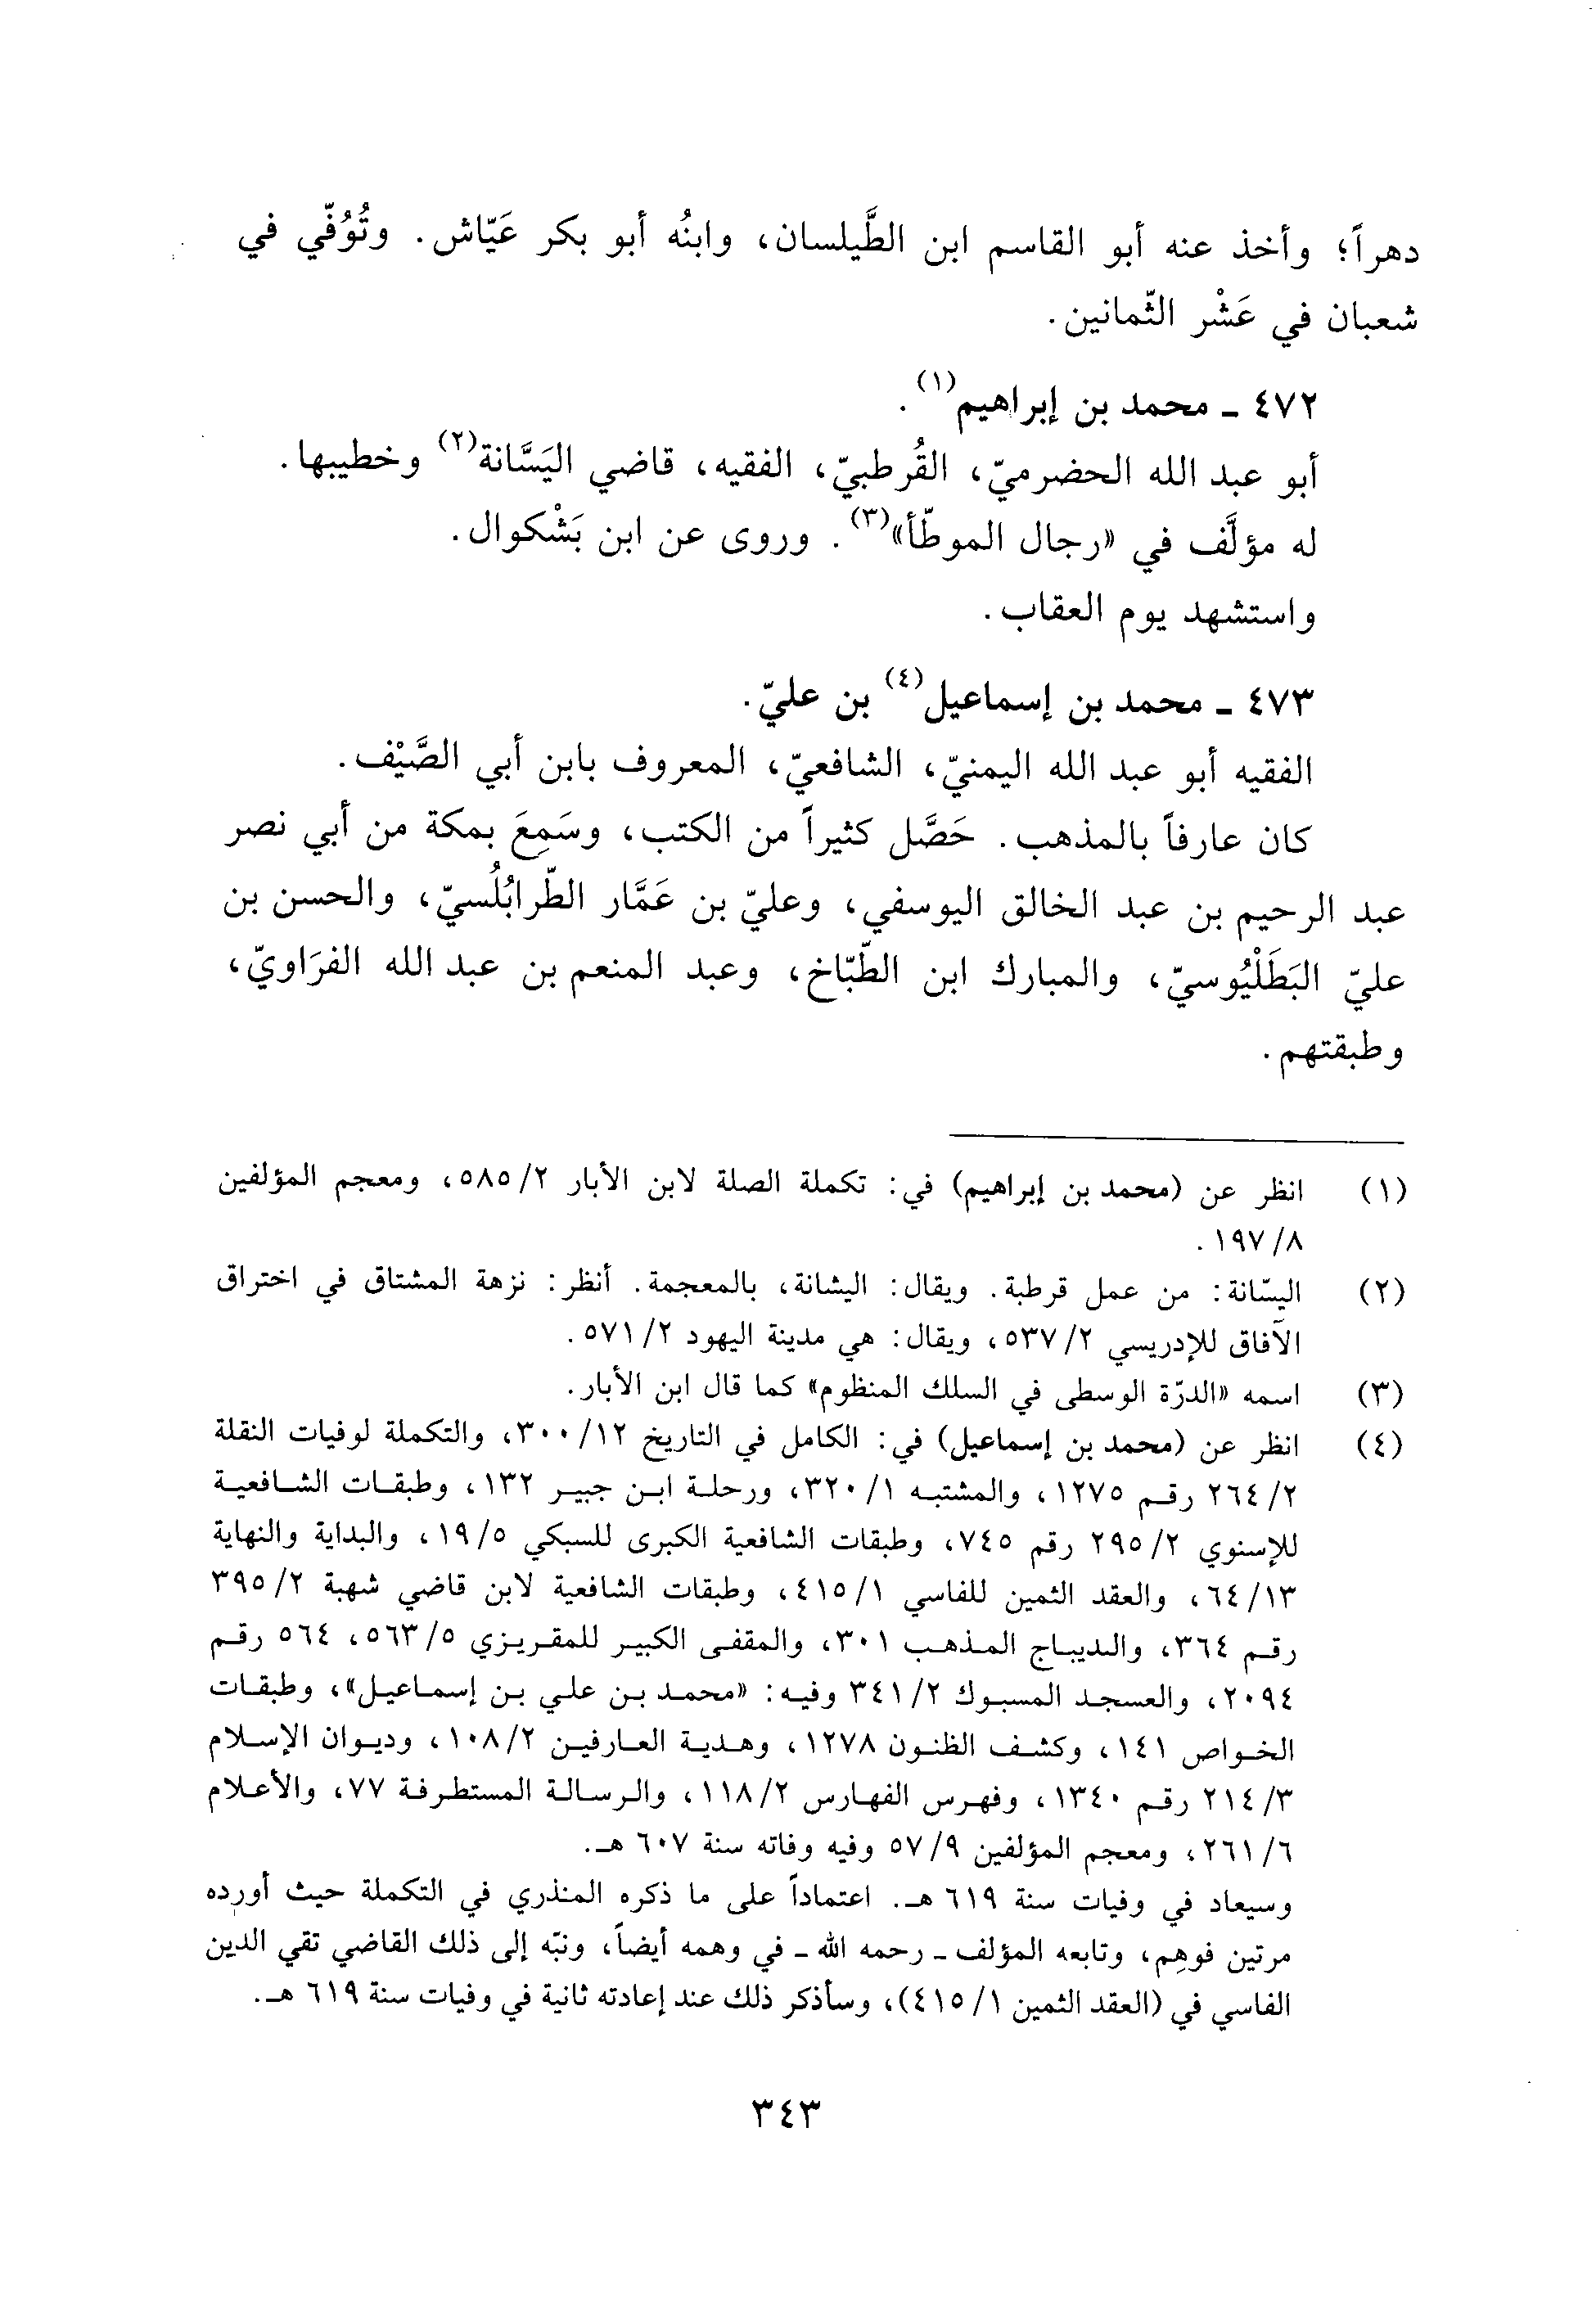 دهراً؛ وأخذ عنه أبو القاسم ابن الطَّيلسان، وابنُه أبو بكر عَيّاش. وتُوُفّي في
شعبان في عَشْر الثّمانين.
٤٧٢ ـ محمد بن إبراهيم(١).
أبو عبد الله الحضرميّ، القُرطبيّ، الفقيه، قاضي اليَسَّانة(٢) وخطيبها.
له مؤلَّف في «رجال الموطّأ»(٣). وروى عن ابن بَشْكوال.
واستشهد يوم العقاب.
٤٧٣ ـ محمد بن إسماعيل(٤) بن عليّ.
الفقيه أبو عبد الله اليمنيّ، الشافعيّ، المعروف بابن أبي الصَّيْف.
كان عارفاً بالمذهب. حَصَّل كثيراً من الكتب، وسَمِعَ بمكة من أبي نصر
عبد الرحيم بن عبد الخالق اليوسفي، وعليّ بن عَمَّار الطّرابُلُسيّ، والحسن بن
عليّ البَطَلْيُوسيّ، والمبارك ابن الطّبّاخ، وعبد المنعم بن عبد الله الفرَاويّ،
وطبقتهم.
(١) انظر عن (محمد بن إبراهيم) في: تكملة الصلة لابن الأبار ٥٨٥/٢، ومعجم المؤلفين
١٩٧/٨.
(٢) اليسّانة: من عمل قرطبة. ويقال: اليشانة، بالمعجمة. أنظر: نزهة المشتاق في اختراق
الآفاق للإدريسي ٥٣٧/٢، ويقال: هي مدينة اليهود ٥٧١/٢.
(٣) اسمه «الدرّة الوسطى في السلك المنظوم» كما قال ابن الأبار.
(٤) انظر عن (محمد بن إسماعيل) في: الكامل في التاريخ ٣٠٠/١٢، والتكملة لوفيات النقلة
٢٦٤/٢ رقم ١٢٧٥، والمشتبه ٣٢٠/١، ورحلة ابن جبير ١٣٢، وطبقات الشافعية
للإسنوي ٢٩٥/٢ رقم ٧٤٥، وطبقات الشافعية الكبرى للسبكي ١٩/٥، والبداية والنهاية
٦٤/١٣، والعقد الثمين للفاسي ٤١٥/١، وطبقات الشافعية لابن قاضي شهبة ٣٩٥/٢
رقم ٣٦٤، والديباج المذهب ٣٠١، والمقفى الكبير للمقريزي ٥٦٣/٥، ٥٦٤ رقم
٢٠٩٤، والعسجد المسبوك ٣٤١/٢ وفيه: «محمد بن علي بن إسماعيل»، وطبقات
الخواص ١٤١، وكشف الظنون ١٢٧٨، وهدية العارفين ١٠٨/٢، وديوان الإسلام
٢١٤/٣ رقم ١٣٤٠، وفهرس الفهارس ١١٨/٢، والرسالة المستطرفة ٧٧، والأعلام
٢٦١/٦، ومعجم المؤلفين ٥٧/٩ وفيه وفاته سنة ٦٠٧ هـ.
وسيعاد في وفيات سنة ٦١٩ هـ. اعتماداً على ما ذكره المنذري في التكملة حيث أورده
مرتين فوهِم، وتابعه المؤلف ـ رحمه الله ـ في وهمه أيضاً، ونبّه إلى ذلك القاضي تقي الدين
الفاسي في (العقد الثمين ٤١٥/١)، وسأذكر ذلك عند إعادته ثانية في وفيات سنة ٦١٩ هـ.
٣٤٣